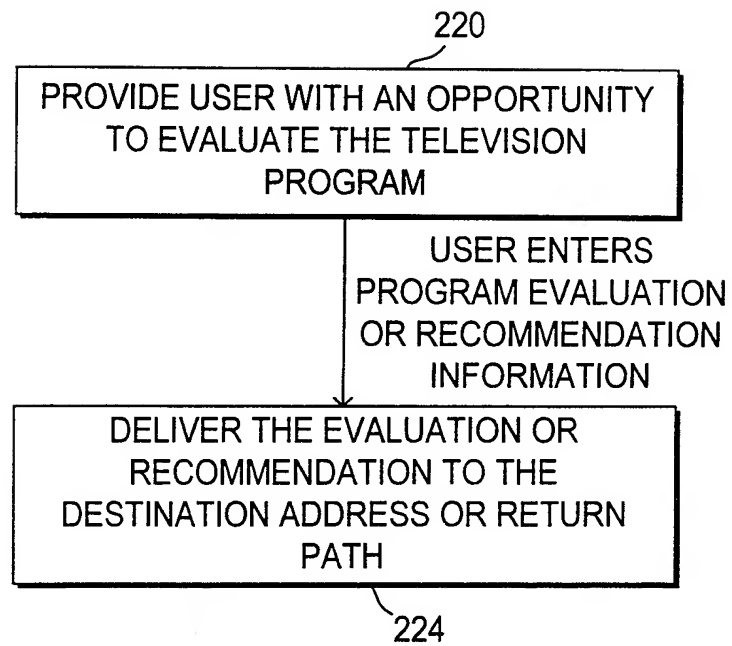 220
PROVIDE USER WITH AN OPPORTUNITY
TO EVALUATE THE TELEVISION
PROGRAM
USER ENTERS
PROGRAM EVALUATION
OR RECOMMENDATION
INFORMATION
DELIVER THE EVALUATION OR
RECOMMENDATION TO THE
DESTINATION ADDRESS OR RETURN
PATH
224